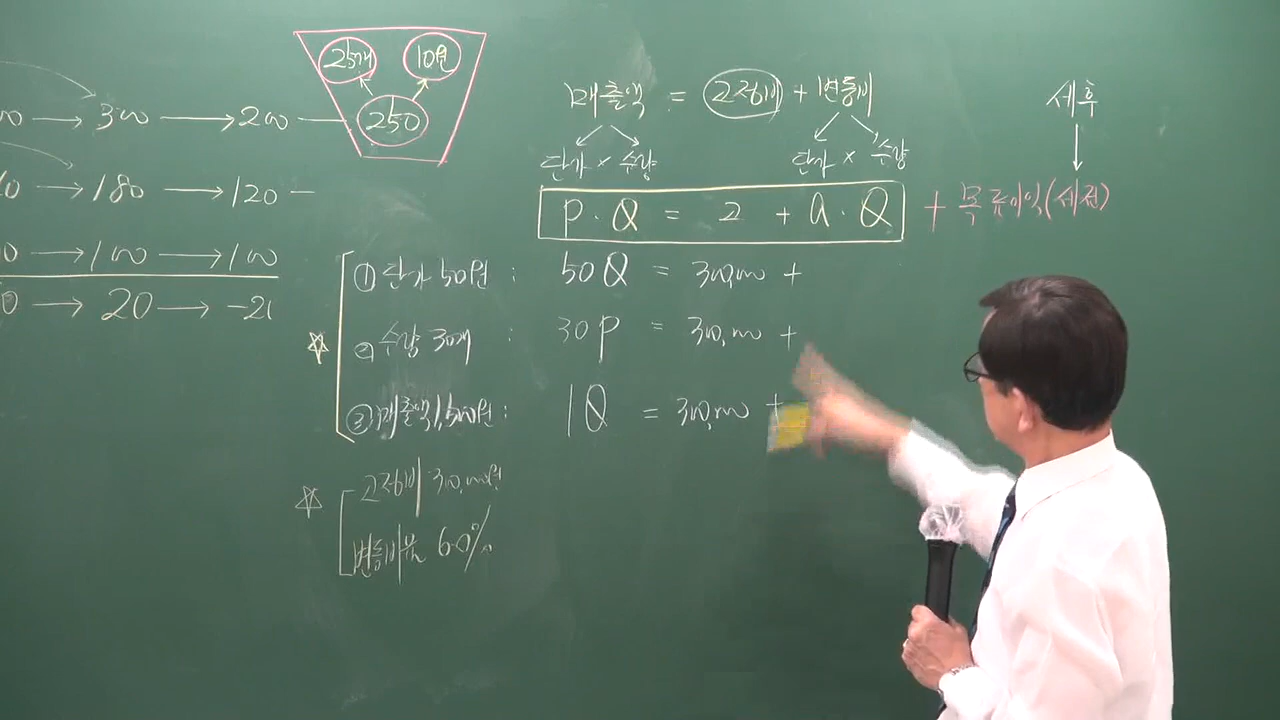 25개 10원
250
→ 300 → 200
→ 180 → 120
→ 100 → 100
→ 20 → -20
매출액 = 고정비 + 변동비
단가 × 수량 단가 × 수량
P · Q = 고 + a · Q + 목표이익(세전)
세후
① 단가 50원 : 50Q = 300,000 +
② 수량 30개 : 30P = 300,000 +
③ 매출액 1,500원 : 1Q = 300,000 +
고정비 300,000원
변동비율 60%